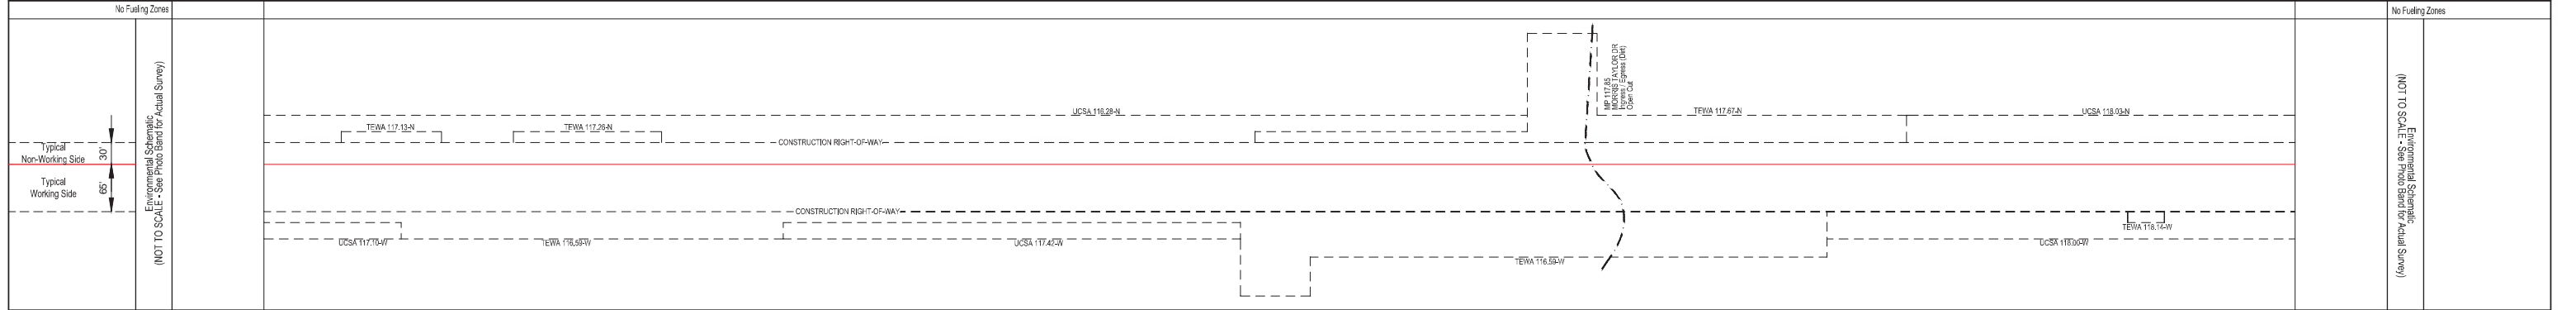 No Fueling Zones
No Fueling Zones
Environmental Schematic
(NOT TO SCALE - See Photo Band for Actual Survey)
Typical
Non-Working Side
30'
Typical
Working Side
65'
MP 117.85
MORRIS TAYLOR DR
Ingress / Egress (Dirt)
Open Cut
UCSA 116.28-N
TEWA 117.67-N
UCSA 118.03-N
TEWA 117.13-N
TEWA 117.26-N
CONSTRUCTION RIGHT-OF-WAY
CONSTRUCTION RIGHT-OF-WAY
UCSA 117.10-W
TEWA 116.59-W
UCSA 117.42-W
TEWA 116.59-W
TEWA 118.14-W
UCSA 118.00-W
Environmental Schematic
(NOT TO SCALE - See Photo Band for Actual Survey)